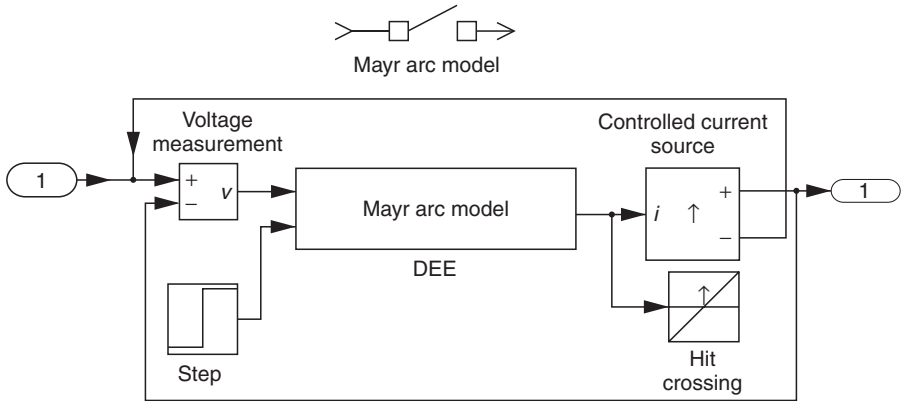 Mayr arc model
Voltage
measurement
Controlled current
source
1
+
−
v
Mayr arc model
i
+
−
1
DEE
Step
Hit
crossing